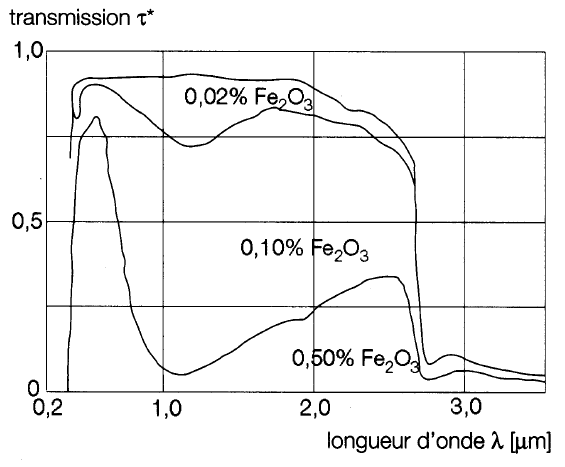 transmission τ*
1,0
0,02% Fe₂O₃
0,5
0,10% Fe₂O₃
0,50% Fe₂O₃
0
0,2 1,0 2,0 3,0
longueur d'onde λ [μm]